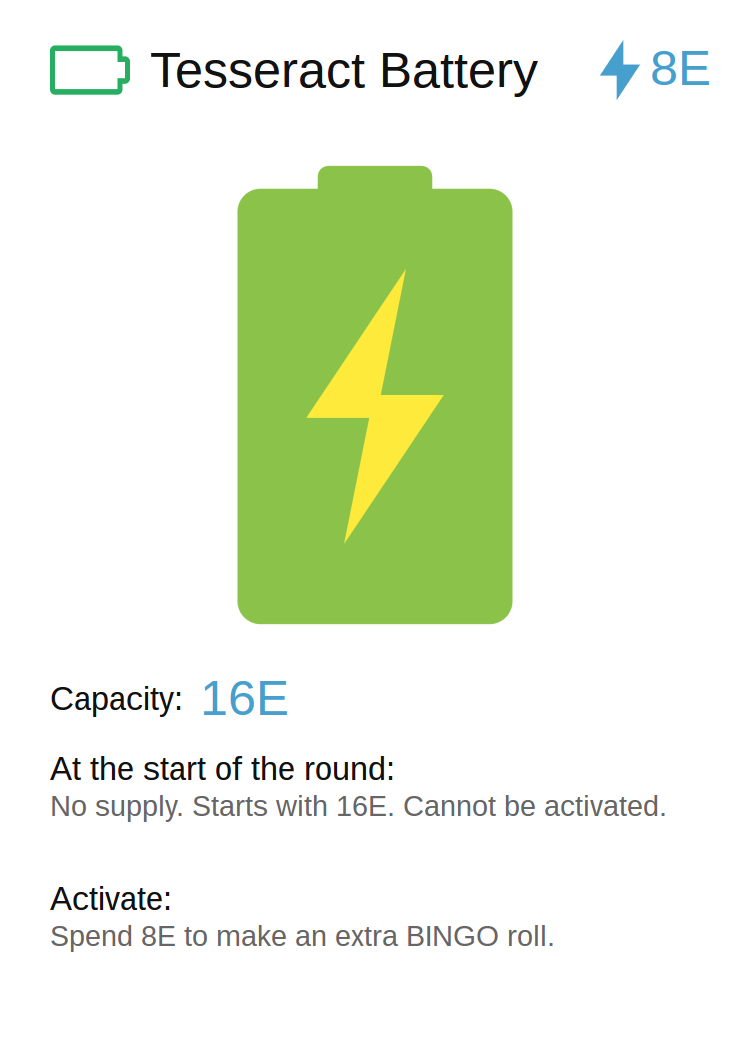 Tesseract Battery 8E
Capacity: 16E
At the start of the round:
No supply. Starts with 16E. Cannot be activated.
Activate:
Spend 8E to make an extra BINGO roll.